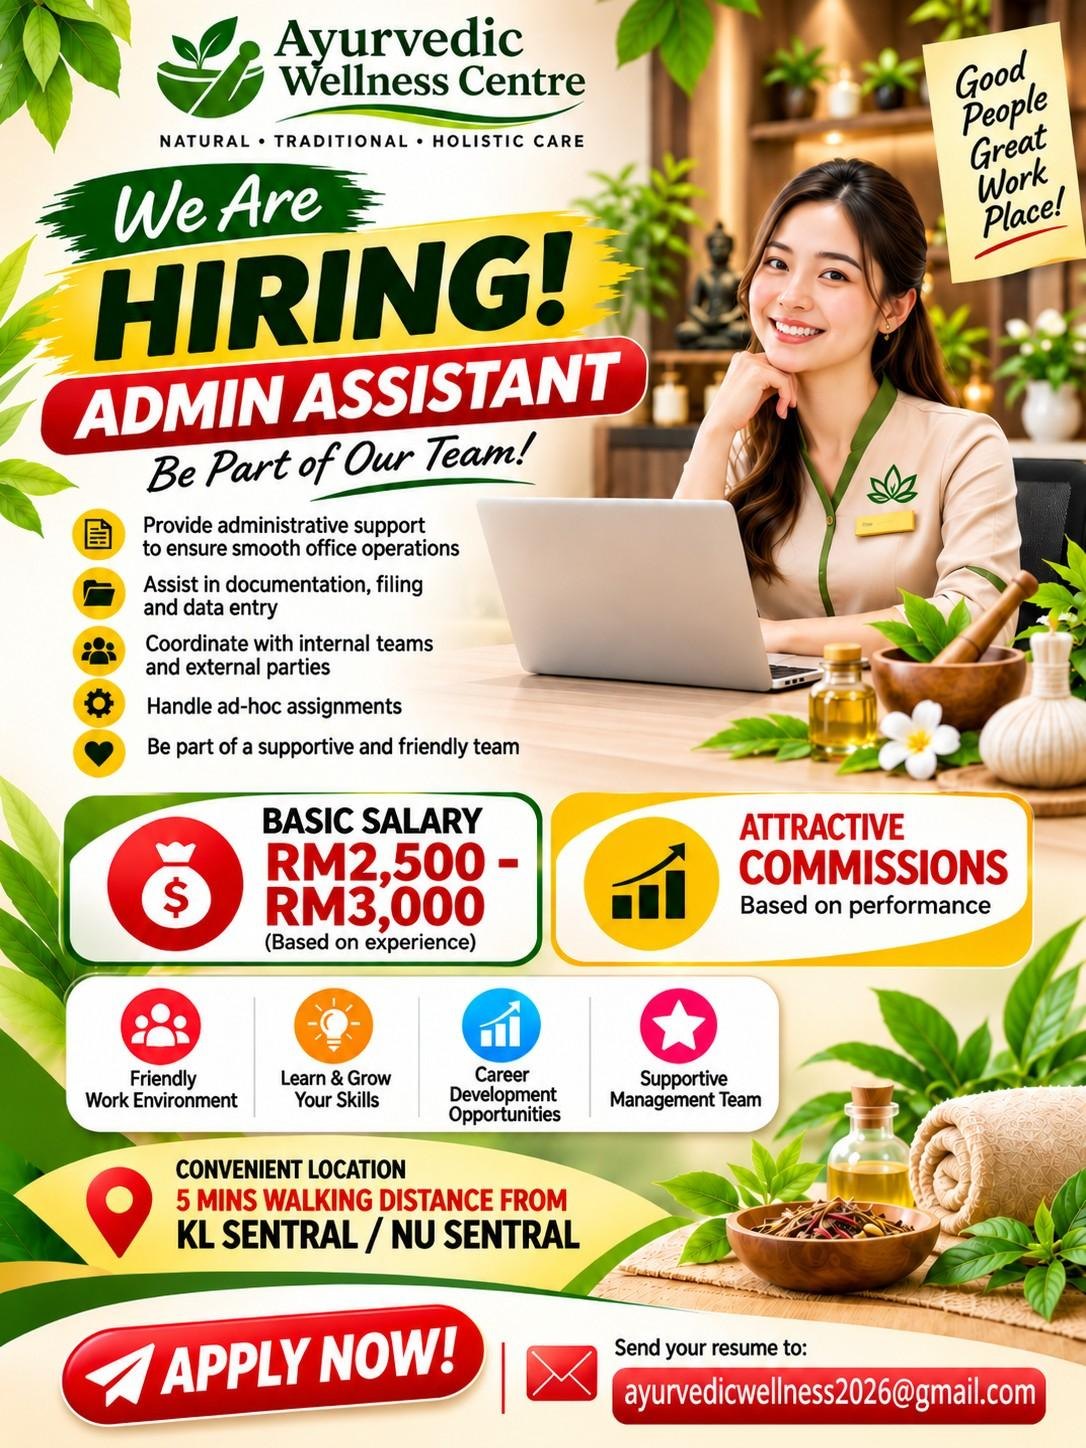 Ayurvedic
Wellness Centre
NATURAL • TRADITIONAL • HOLISTIC CARE
Good
People
Great
Work
Place!
We Are
HIRING!
ADMIN ASSISTANT
Be Part of Our Team!
Provide administrative support
to ensure smooth office operations
Assist in documentation, filing
and data entry
Coordinate with internal teams
and external parties
Handle ad-hoc assignments
Be part of a supportive and friendly team
BASIC SALARY
RM2,500 -
RM3,000
(Based on experience)
$
ATTRACTIVE
COMMISSIONS
Based on performance
Friendly
Work Environment
Learn & Grow
Your Skills
Career
Development
Opportunities
Supportive
Management Team
CONVENIENT LOCATION
5 MINS WALKING DISTANCE FROM
KL SENTRAL / NU SENTRAL
APPLY NOW!
Send your resume to:
ayurvedicwellness2026@gmail.com